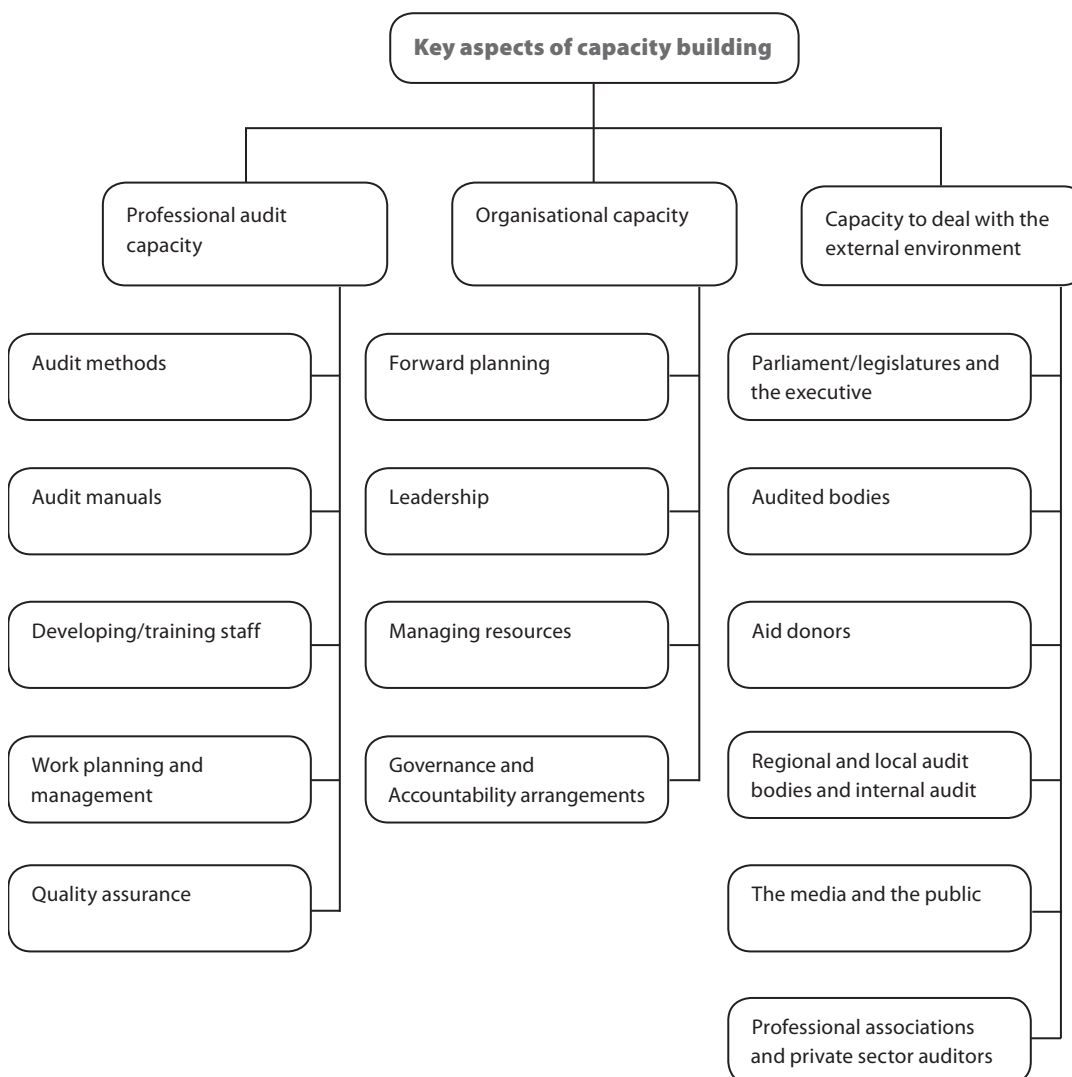 Key aspects of capacity building
Professional audit
capacity
Organisational capacity
Capacity to deal with the
external environment
Audit methods
Audit manuals
Developing/training staff
Work planning and
management
Quality assurance
Forward planning
Leadership
Managing resources
Governance and
Accountability arrangements
Parliament/legislatures and
the executive
Audited bodies
Aid donors
Regional and local audit
bodies and internal audit
The media and the public
Professional associations
and private sector auditors